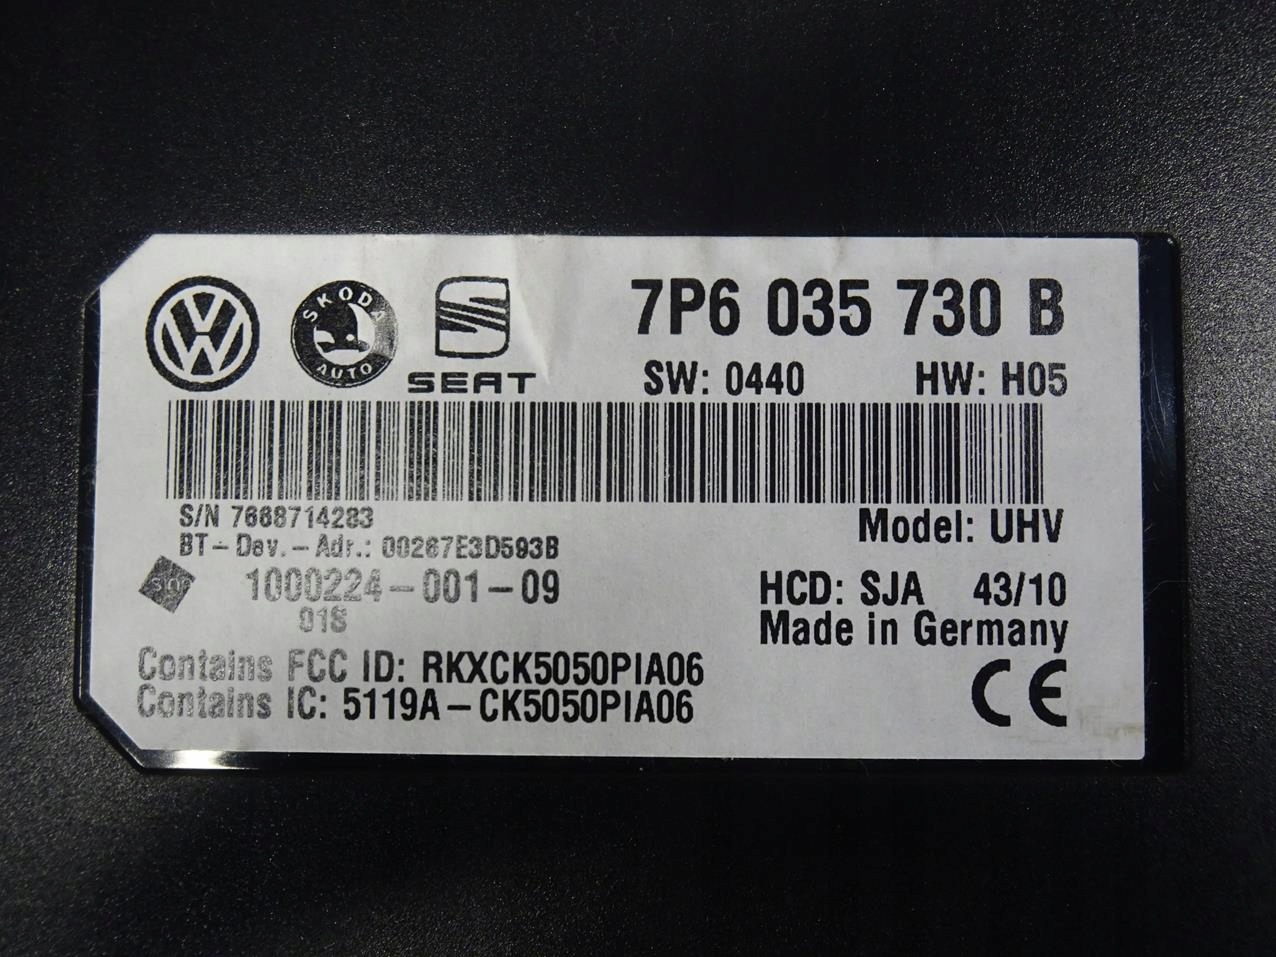 SKODA AUTO
SEAT
7P6 035 730 B
SW: 0440 HW: H05
S/N 7668714283
Model: UHV
BT-Dev.-Adr.: 00267E3D593B
1000224-001-09
01S
HCD: SJA 43/10
Made in Germany
Contains FCC ID: RKXCK5050PIA06
Contains IC: 5119A-CK5050PIA06
CE